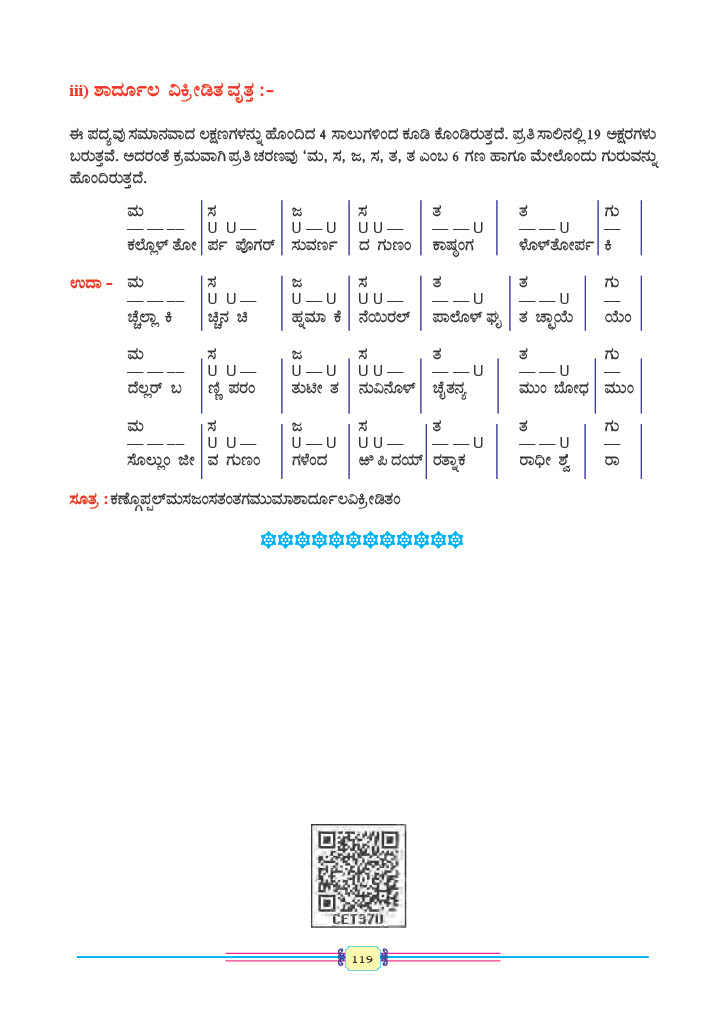 iii) ಶಾರ್ದೂಲ ವಿಕ್ರೀಡಿತ ವೃತ್ತ :-
ಈ ಪದ್ಯವು ಸಮಾನವಾದ ಲಕ್ಷಣಗಳನ್ನು ಹೊಂದಿದ 4 ಸಾಲುಗಳಿಂದ ಕೂಡಿ ಕೊಂಡಿರುತ್ತದೆ. ಪ್ರತಿ ಸಾಲಿನಲ್ಲಿ 19 ಅಕ್ಷರಗಳು
ಬರುತ್ತವೆ. ಅದರಂತೆ ಕ್ರಮವಾಗಿ ಪ್ರತಿ ಚರಣವು ‘ಮ, ಸ, ಜ, ಸ, ತ, ತ ಎಂಬ 6 ಗಣ ಹಾಗೂ ಮೇಲೊಂದು ಗುರುವನ್ನು
ಹೊಂದಿರುತ್ತದೆ.
ಮ | ಸ | ಜ | ಸ | ತ | ತ | ಗು
— — — | U U — | U — U | U U — | — — U | — — U | —
ಕಲ್ಲೊಳ್ ತೋ | ರ್ಪ ಪೊಗರ್ | ಸುವರ್ಣ | ದ ಗುಣಂ | ಕಾಷ್ಠಂಗ | ಳೊಳ್‌ತೋರ್ಪ | ಕಿ
ಉದಾ - ಮ | ಸ | ಜ | ಸ | ತ | ತ | ಗು
— — — | U U — | U — U | U U — | — — U | — — U | —
ಚ್ಚೆಲ್ಲಾ ಕಿ | ಚ್ಚಿನ ಚಿ | ಹ್ನಮಾ ಕೆ | ನೆಯಿರಲ್ | ಪಾಲೊಳ್ ಘೃ | ತ ಚ್ಛಾಯೆ | ಯೆಂ
ಮ | ಸ | ಜ | ಸ | ತ | ತ | ಗು
— — — | U U — | U — U | U U — | — — U | — — U | —
ದೆಲ್ಲರ್ ಬ | ಣ್ಣಿ ಪರಂ | ತುಟೀ ತ | ನುವಿನೊಳ್ | ಚೈತನ್ಯ | ಮುಂ ಬೋಧ | ಮುಂ
ಮ | ಸ | ಜ | ಸ | ತ | ತ | ಗು
— — — | U U — | U — U | U U — | — — U | — — U | —
ಸೊಲ್ಲುಂ ಜೀ | ವ ಗುಣಂ | ಗಳೆಂದ | ಱಿಪಿದಯ್ | ರತ್ನಾಕ | ರಾಧೀ ಶ್ವ | ರಾ
ಸೂತ್ರ : ಕಣ್ಗೊಪ್ಪಲ್‌ಮಸಜಂಸತಂತಗಮುಮಾಶಾರ್ದೂಲವಿಕ್ರೀಡಿತಂ
CET37U
119